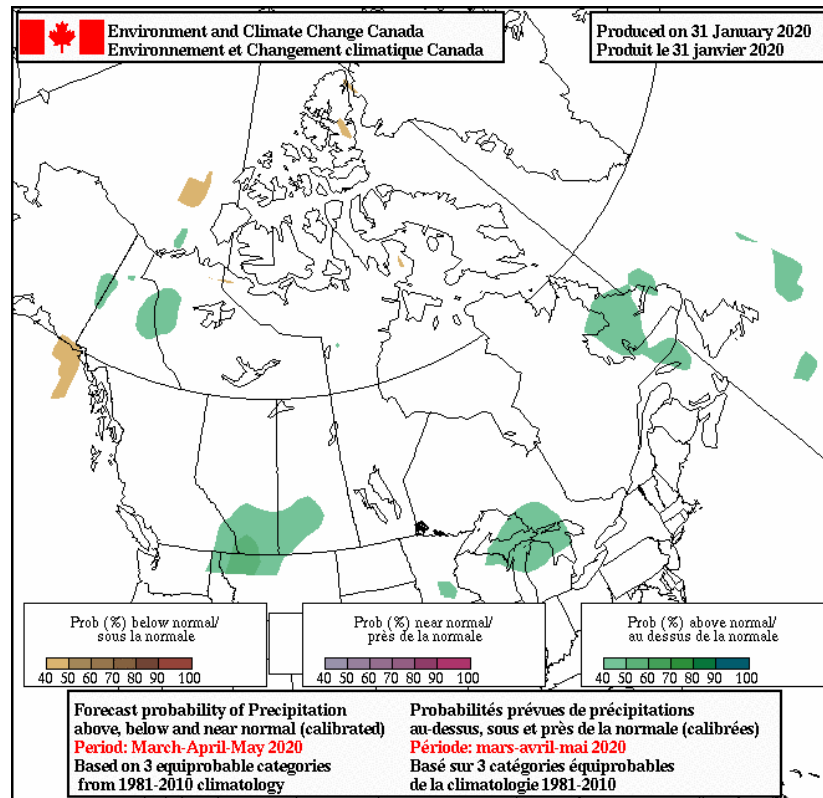 Environment and Climate Change Canada
Environnement et Changement climatique Canada
Produced on 31 January 2020
Produit le 31 janvier 2020
Prob (%) below normal/
sous la normale
40 50 60 70 80 90 100
Prob (%) near normal/
près de la normale
40 50 60 70 80 90 100
Prob (%) above normal/
au dessus de la normale
40 50 60 70 80 90 100
Forecast probability of Precipitation
above, below and near normal (calibrated)
Period: March-April-May 2020
Based on 3 equiprobable categories
from 1981-2010 climatology
Probabilités prévues de précipitations
au-dessus, sous et près de la normale (calibrées)
Période: mars-avril-mai 2020
Basé sur 3 catégories équiprobables
de la climatologie 1981-2010